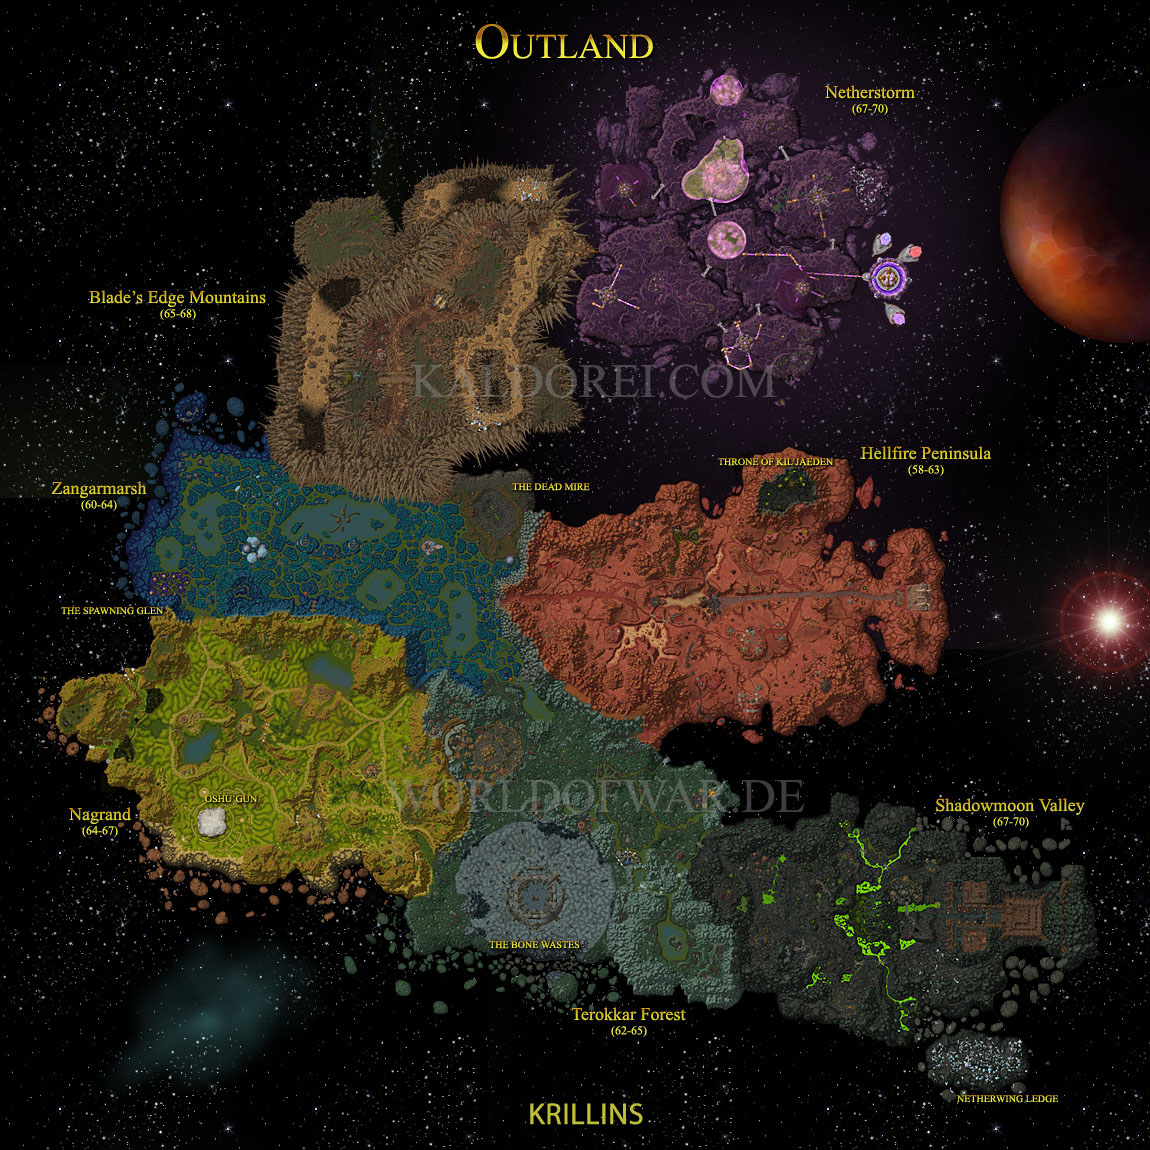 OUTLAND
Netherstorm
(67-70)
Blade's Edge Mountains
(65-68)
KALDOREI.COM
Hellfire Peninsula
(58-63)
THRONE OF KIL'JAEDEN
Zangarmarsh
(60-64)
THE DEAD MIRE
THE SPAWNING GLEN
WORLDOFWAR.DE
OSHU'GUN
Nagrand
(64-67)
Shadowmoon Valley
(67-70)
THE BONE WASTES
Terokkar Forest
(62-65)
NETHERWING LEDGE
KRILLINS